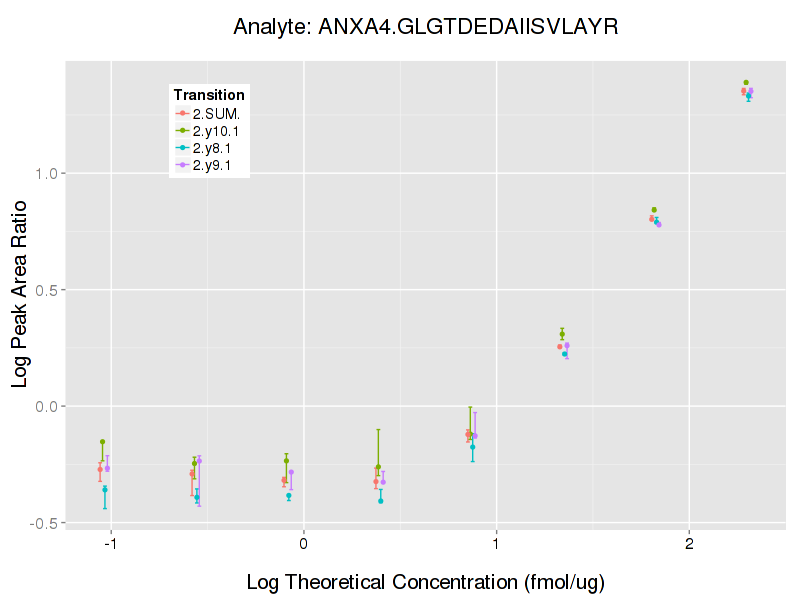 Analyte: ANXA4.GLGTDEDAIISVLAYR
Transition
2.SUM.
2.y10.1
2.y8.1
2.y9.1
Log Peak Area Ratio
1.0
0.5
0.0
-0.5
-1
0
1
2
Log Theoretical Concentration (fmol/ug)